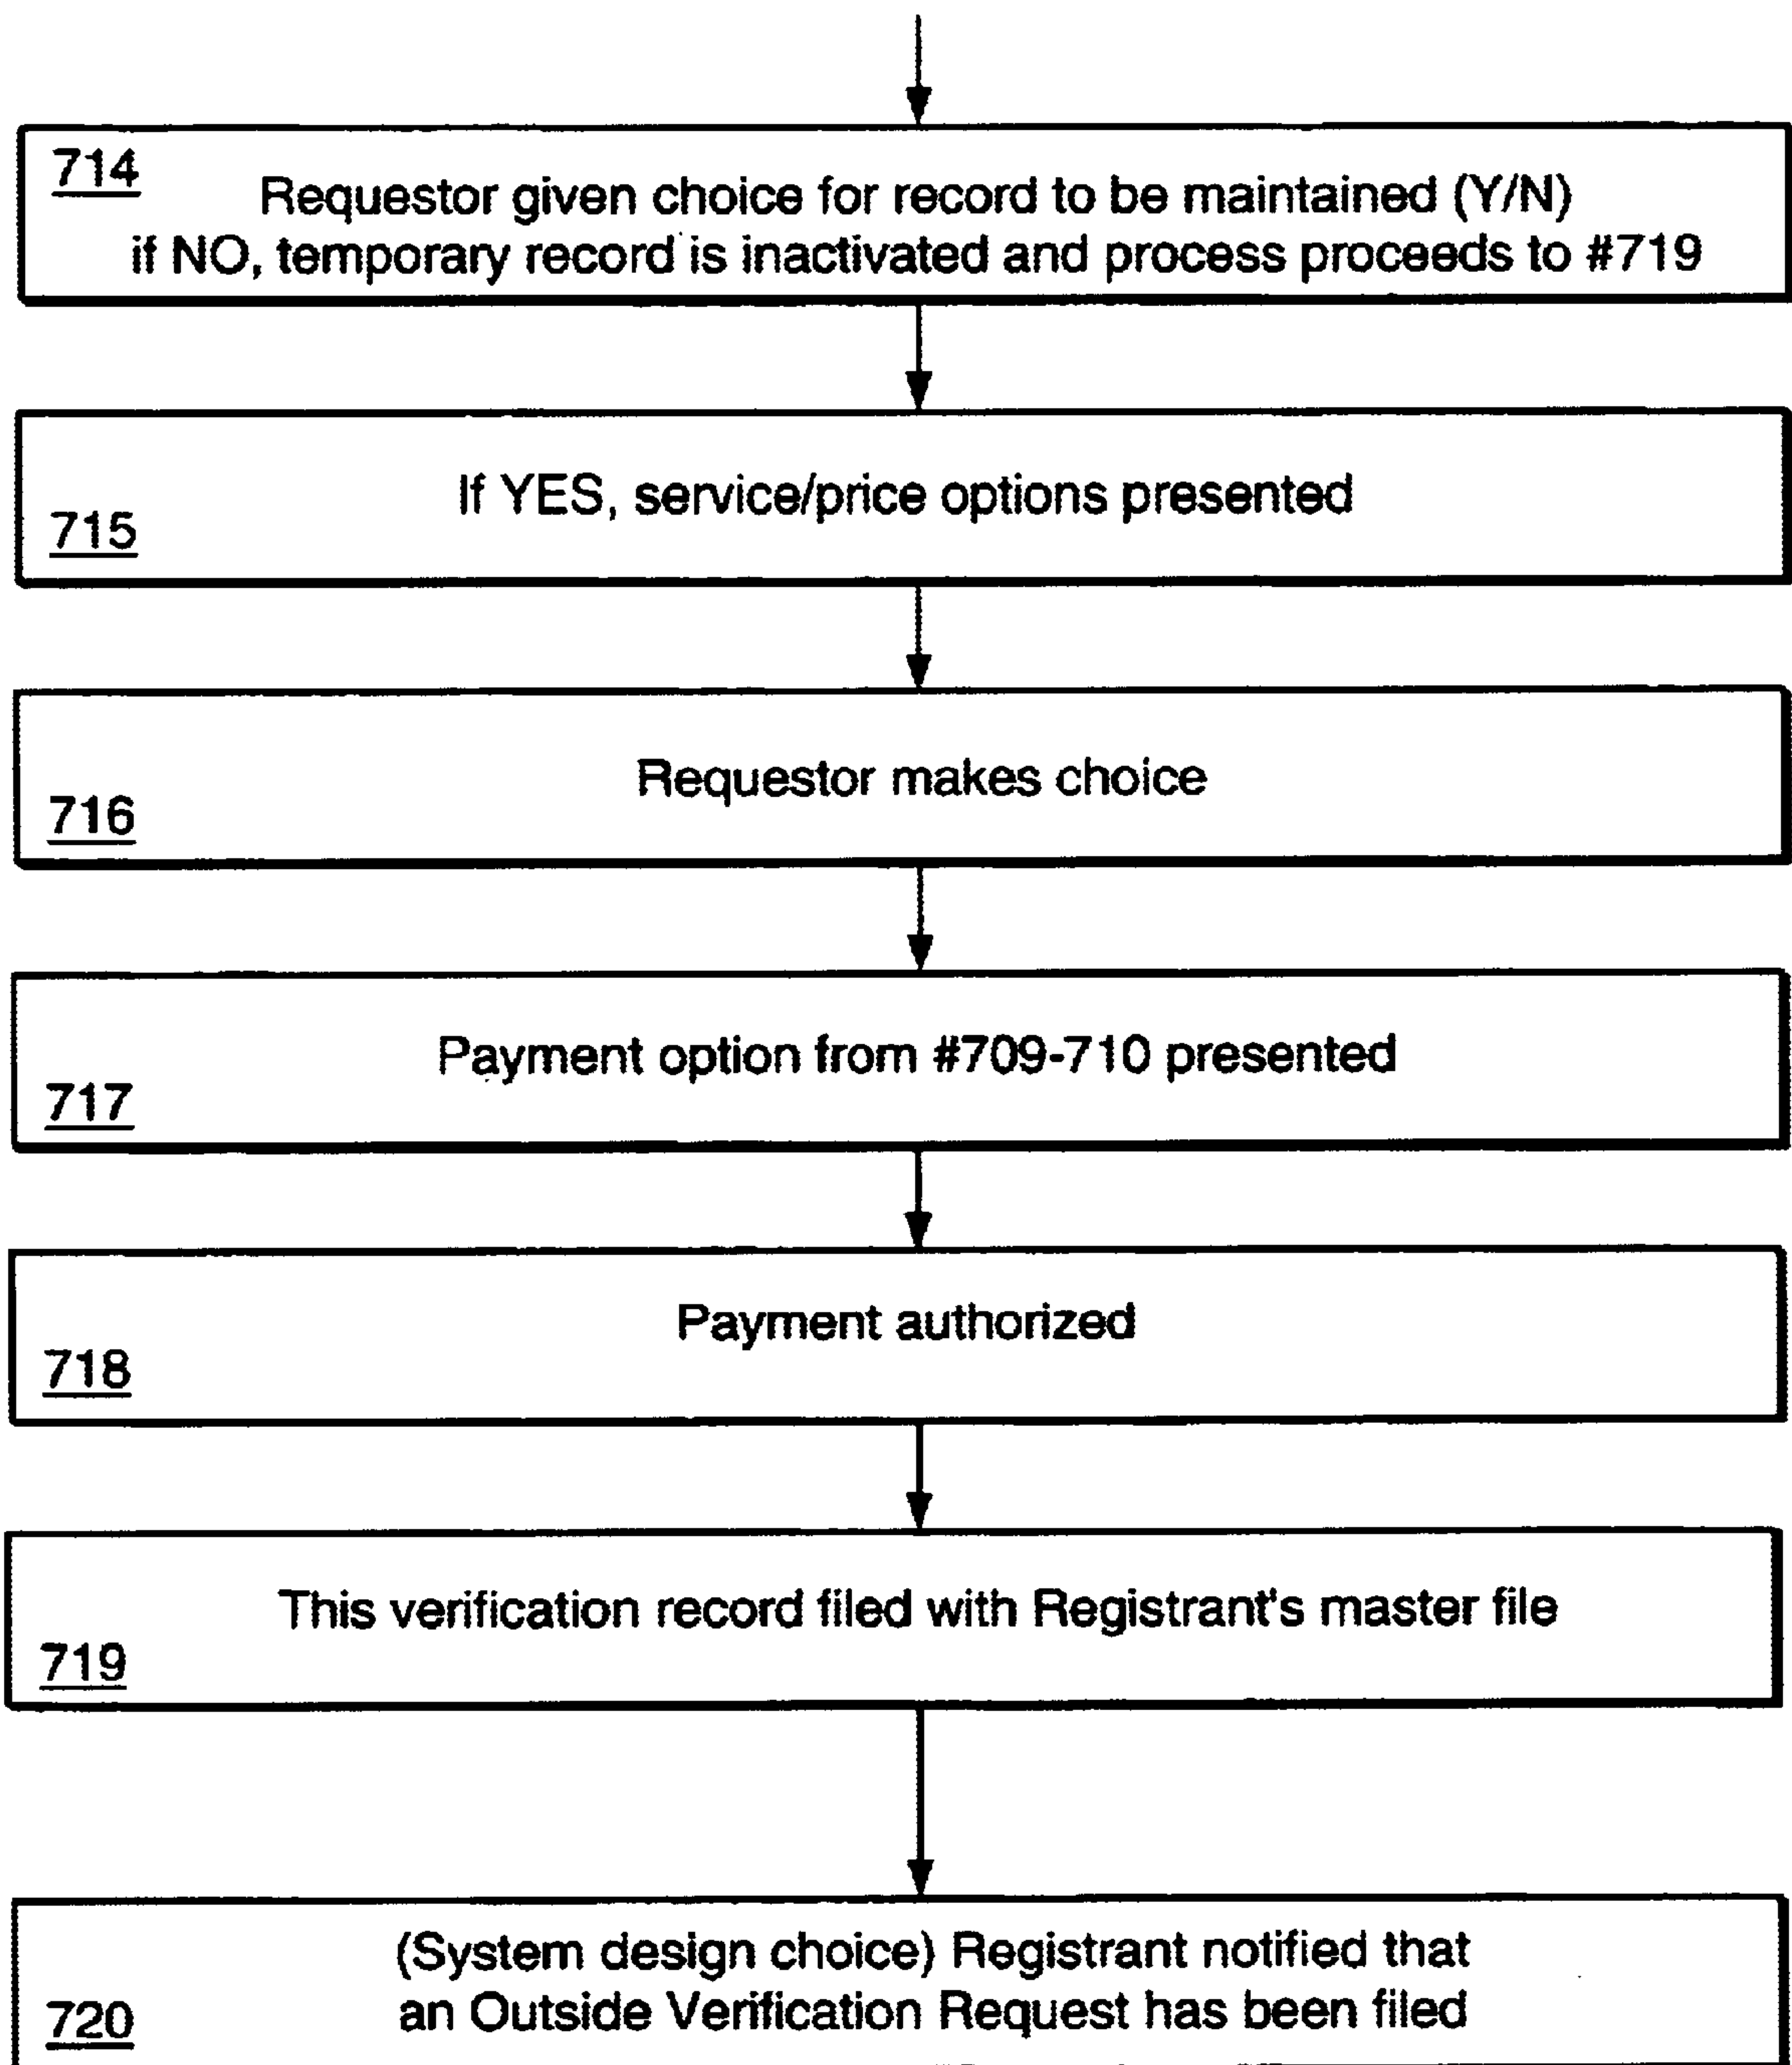 714
Requestor given choice for record to be maintained (Y/N)
if NO, temporary record is inactivated and process proceeds to #719
If YES, service/price options presented
715
Requestor makes choice
716
Payment option from #709-710 presented
717
Payment authorized
718
This verification record filed with Registrant's master file
719
(System design choice) Registrant notified that
an Outside Verification Request has been filed
720